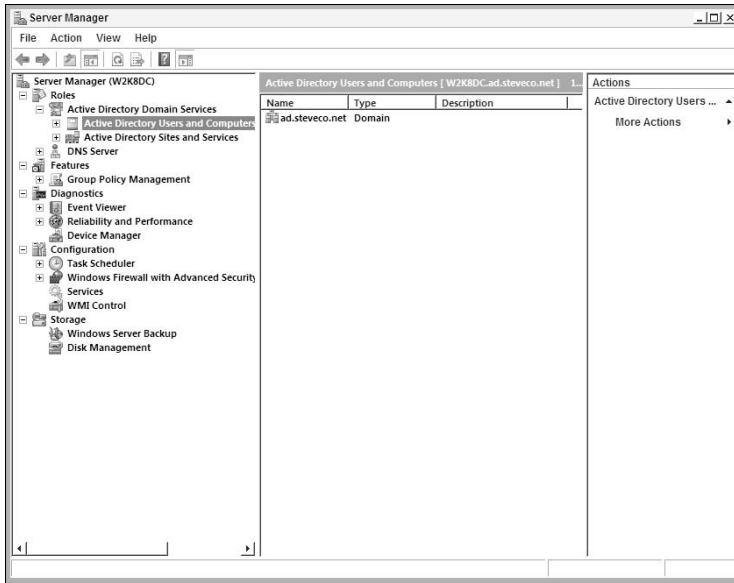 Server Manager
File Action View Help
Server Manager (W2K8DC)
Roles
Active Directory Domain Services
Active Directory Users and Computers
Active Directory Sites and Services
DNS Server
Features
Group Policy Management
Diagnostics
Event Viewer
Reliability and Performance
Device Manager
Configuration
Task Scheduler
Windows Firewall with Advanced Security
Services
WMI Control
Storage
Windows Server Backup
Disk Management
Active Directory Users and Computers [ W2K8DC.ad.steveco.net ] 1...
Name Type Description
ad.steveco.net Domain
Actions
Active Directory Users ...
More Actions